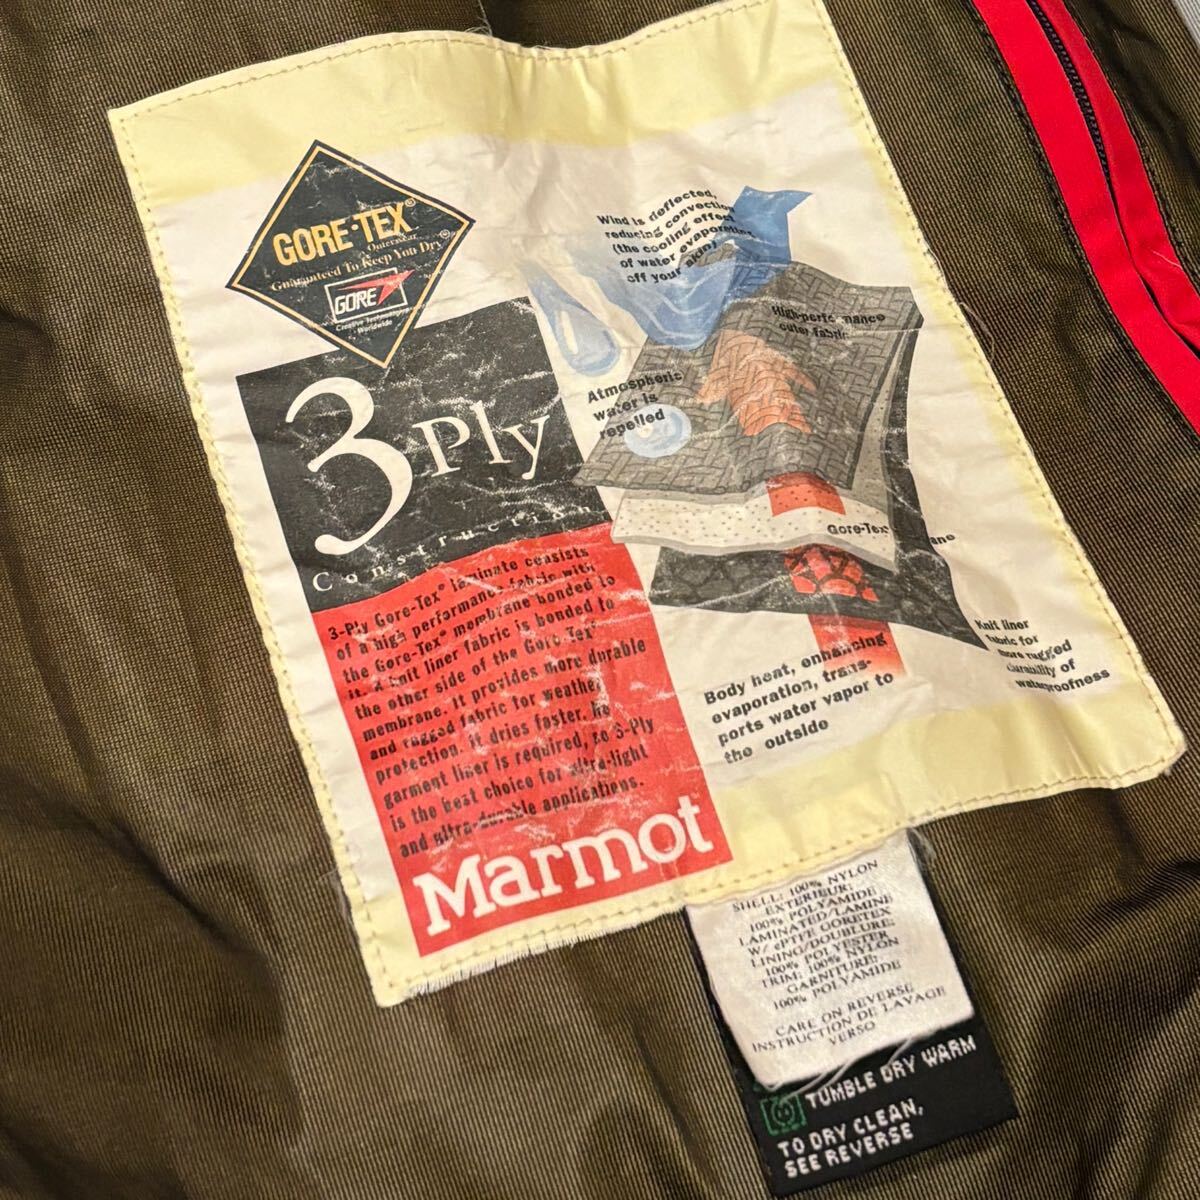 GORE-TEX®
Outerwear
Guaranteed To Keep You Dry®
GORE
Creative Technologies
Worldwide
3 Ply
Construction
3-Ply Gore-Tex® laminate consists
of a high performance fabric with
the Gore-Tex® membrane bonded to
it. A knit liner fabric is bonded to
the other side of the Gore-Tex®
membrane. It provides more durable
and rugged fabric for weather
protection. It dries faster. No
garment liner is required, so 3-Ply
is the best choice for ultra-light
and ultra-durable applications.
Marmot
Wind is deflected,
reducing convection
(the cooling effect
of water evaporating
off your skin)
High-performance
outer fabric
Atmospheric
water is
repelled
Gore-Tex
Knit liner
fabric for
more rugged
durability of
waterproofness
Body heat, enhancing
evaporation, trans-
ports water vapor to
the outside
SHELL: 100% NYLON
EXTERIEUR:
100% POLYAMIDE
LAMINATED/LAMINE
W/ ePTFE GORETEX
LINING/DOUBLURE:
100% POLYESTER
TRIM: 100% NYLON
GARNITURE:
100% POLYAMIDE
CARE ON REVERSE
INSTRUCTION DE LAVAGE
VERSO
TUMBLE DRY WARM
TO DRY CLEAN,
SEE REVERSE